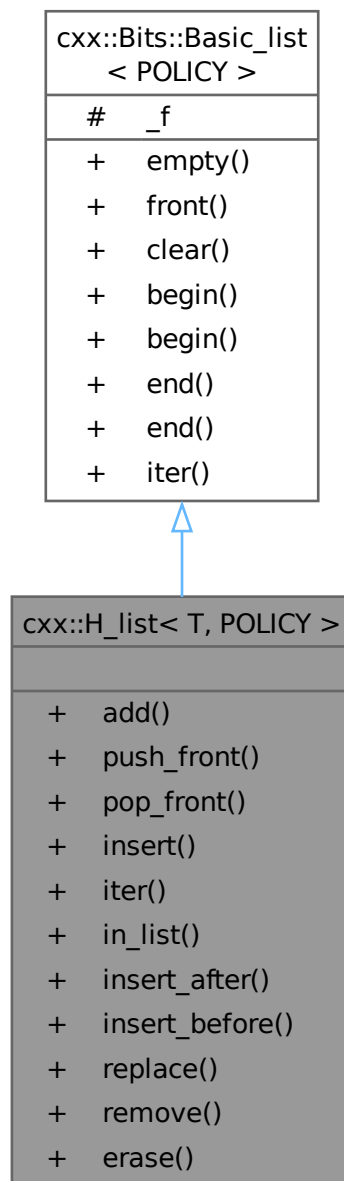 cxx::Bits::Basic_list
< POLICY >
# _f
+ empty()
+ front()
+ clear()
+ begin()
+ begin()
+ end()
+ end()
+ iter()
cxx::H_list< T, POLICY >
+ add()
+ push_front()
+ pop_front()
+ insert()
+ iter()
+ in_list()
+ insert_after()
+ insert_before()
+ replace()
+ remove()
+ erase()